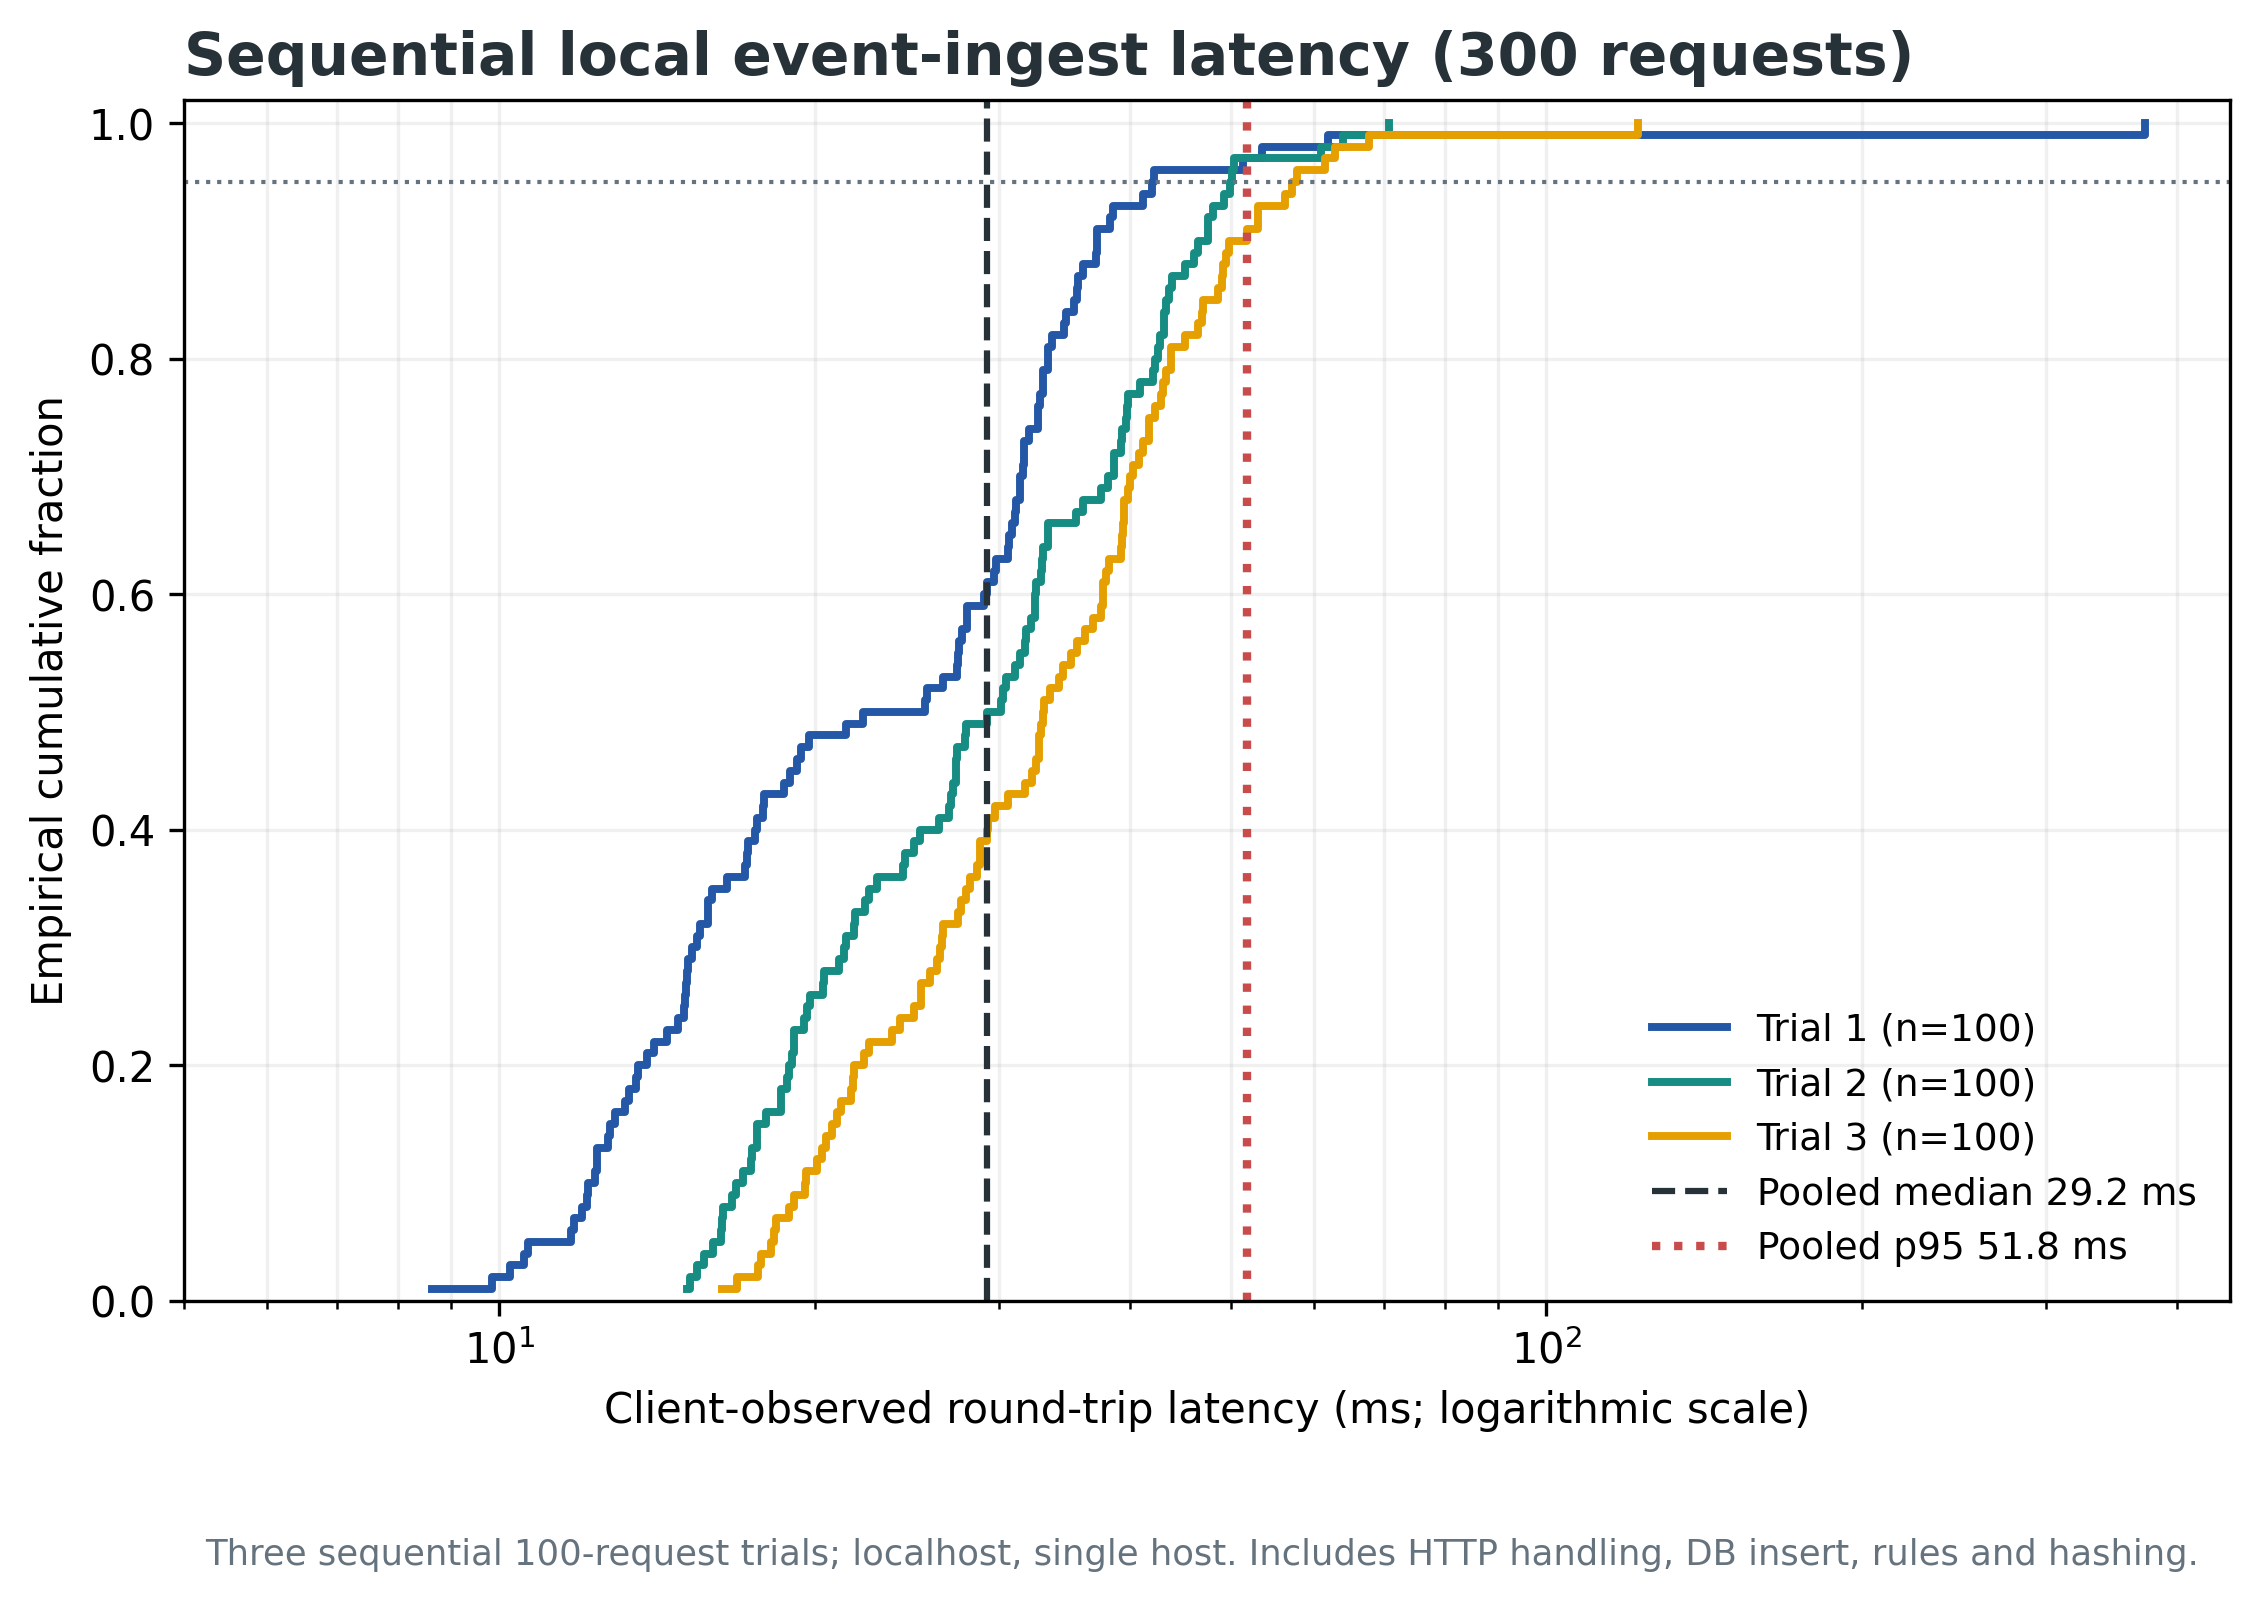 Sequential local event-ingest latency (300 requests)
1.0
0.8
0.6
0.4
0.2
0.0
Empirical cumulative fraction
Trial 1 (n=100)
Trial 2 (n=100)
Trial 3 (n=100)
Pooled median 29.2 ms
Pooled p95 51.8 ms
10¹ 10²
Client-observed round-trip latency (ms; logarithmic scale)
Three sequential 100-request trials; localhost, single host. Includes HTTP handling, DB insert, rules and hashing.